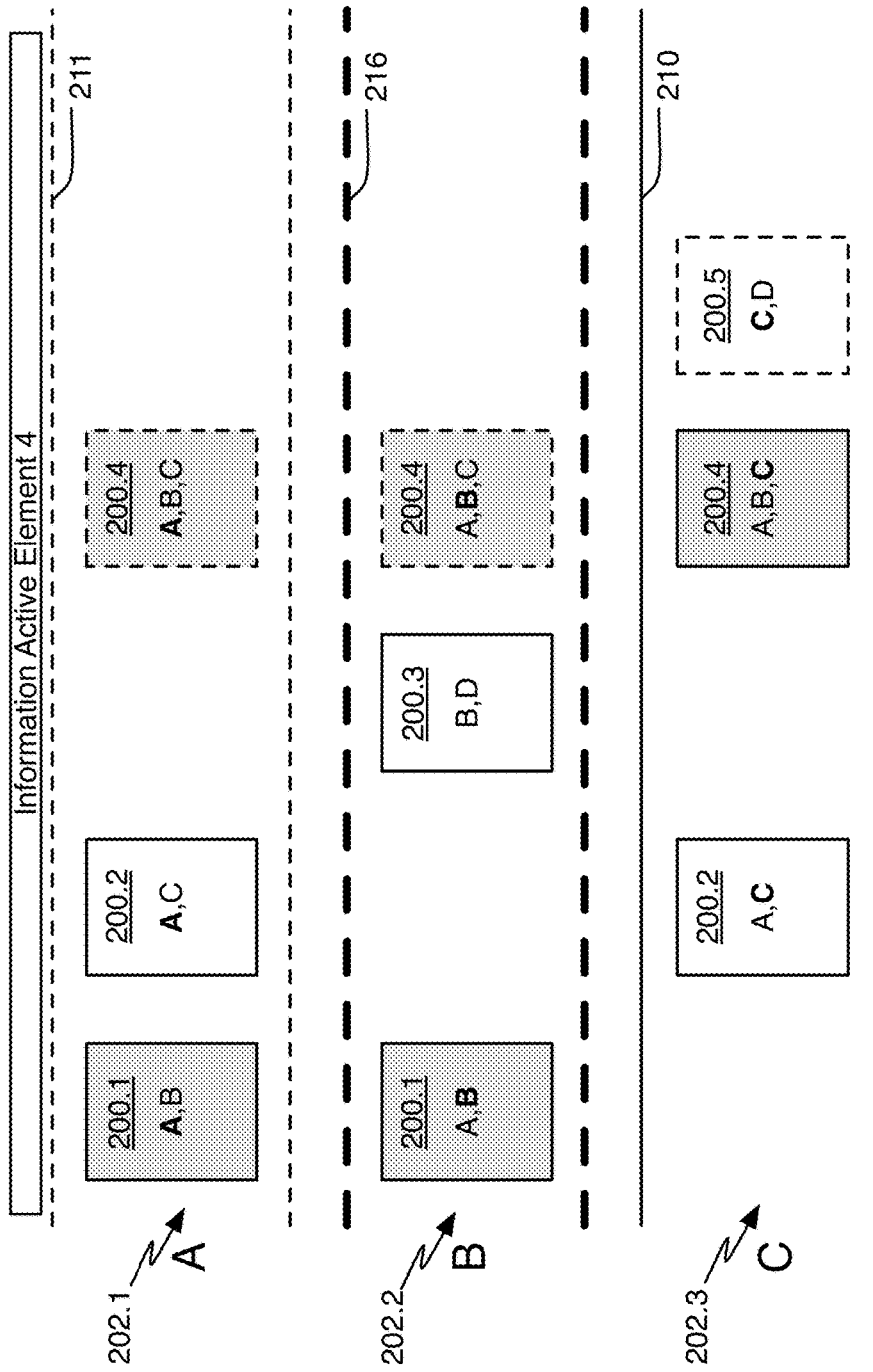 Information Active Element 4
211
202.1
A
200.1
A,B
200.2
A,C
200.4
A,B,C
216
202.2
B
200.1
A,B
200.3
B,D
200.4
A,B,C
210
202.3
C
200.2
A,C
200.4
A,B,C
200.5
C,D